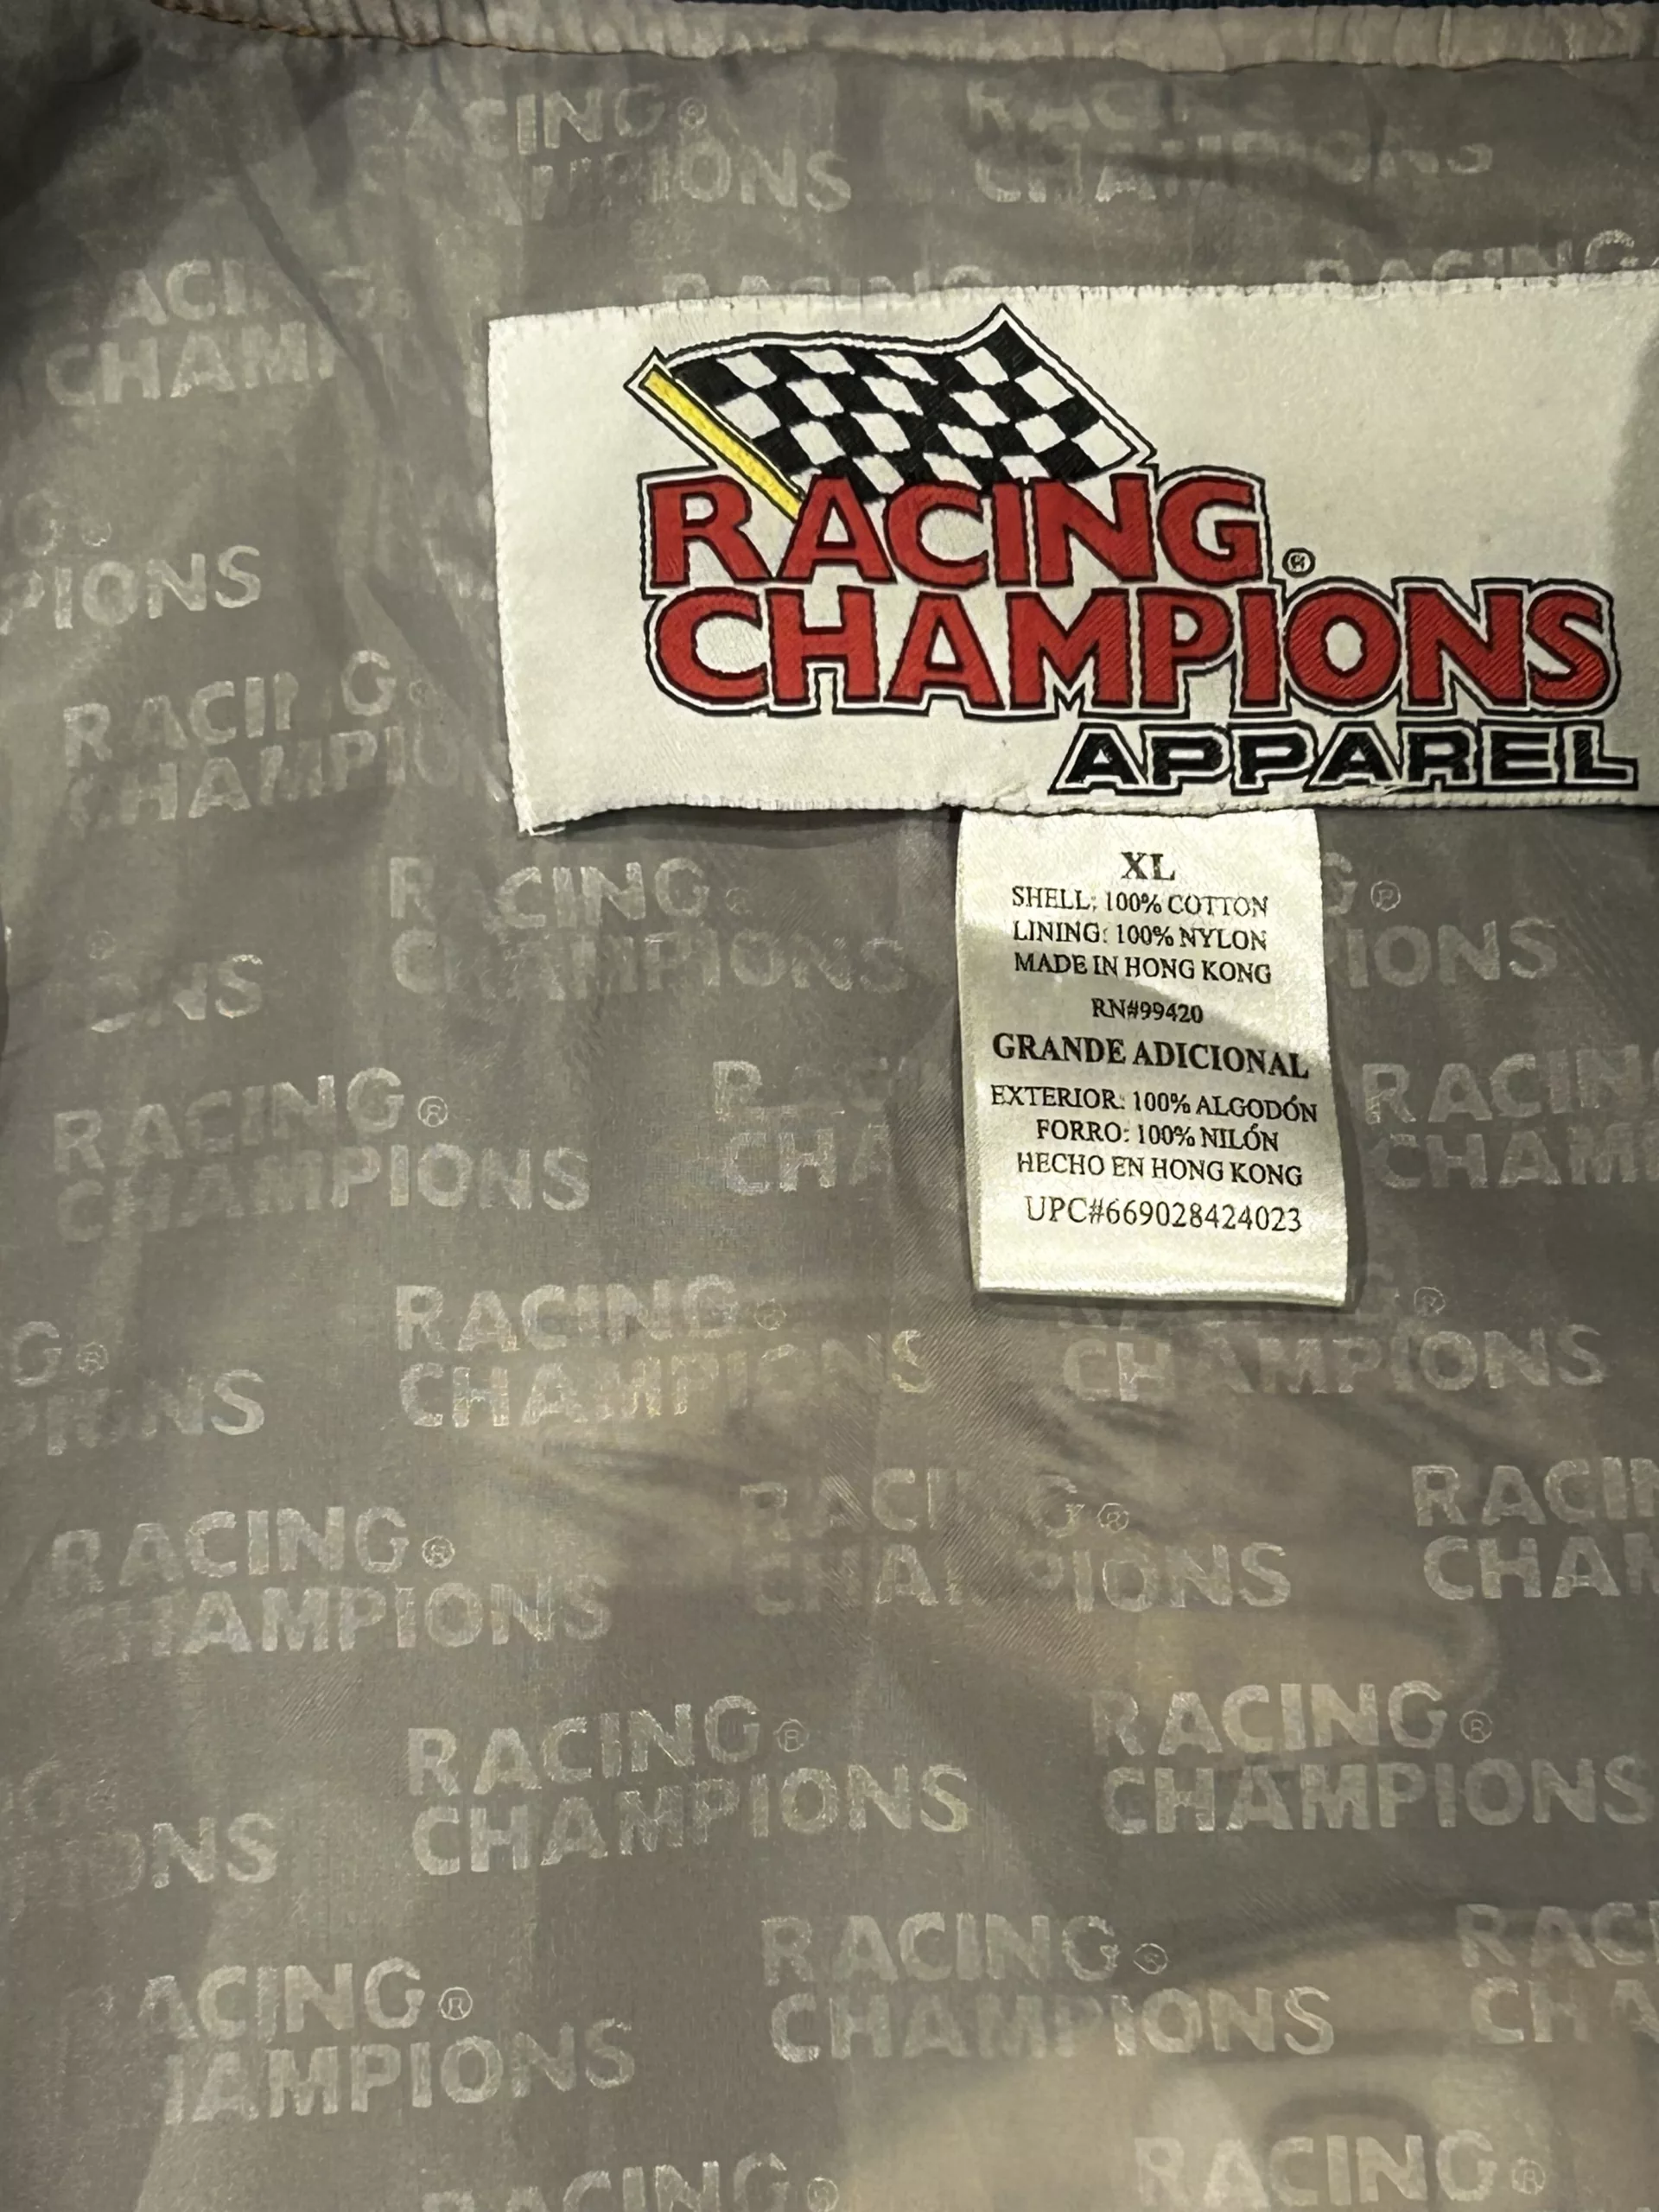 RACING®
CHAMPIONS
APPAREL
XL
SHELL: 100% COTTON
LINING: 100% NYLON
MADE IN HONG KONG
RN#99420
GRANDE ADICIONAL
EXTERIOR: 100% ALGODÓN
FORRO: 100% NILÓN
HECHO EN HONG KONG
UPC#669028424023
RACING®
CHAMPIONS
RACING®
CHAMPIONS
RACING®
CHAMPIONS
RACING®
CHAMPIONS
RACING®
CHAMPIONS
RACING®
CHAMPIONS
RACING®
CHAMPIONS